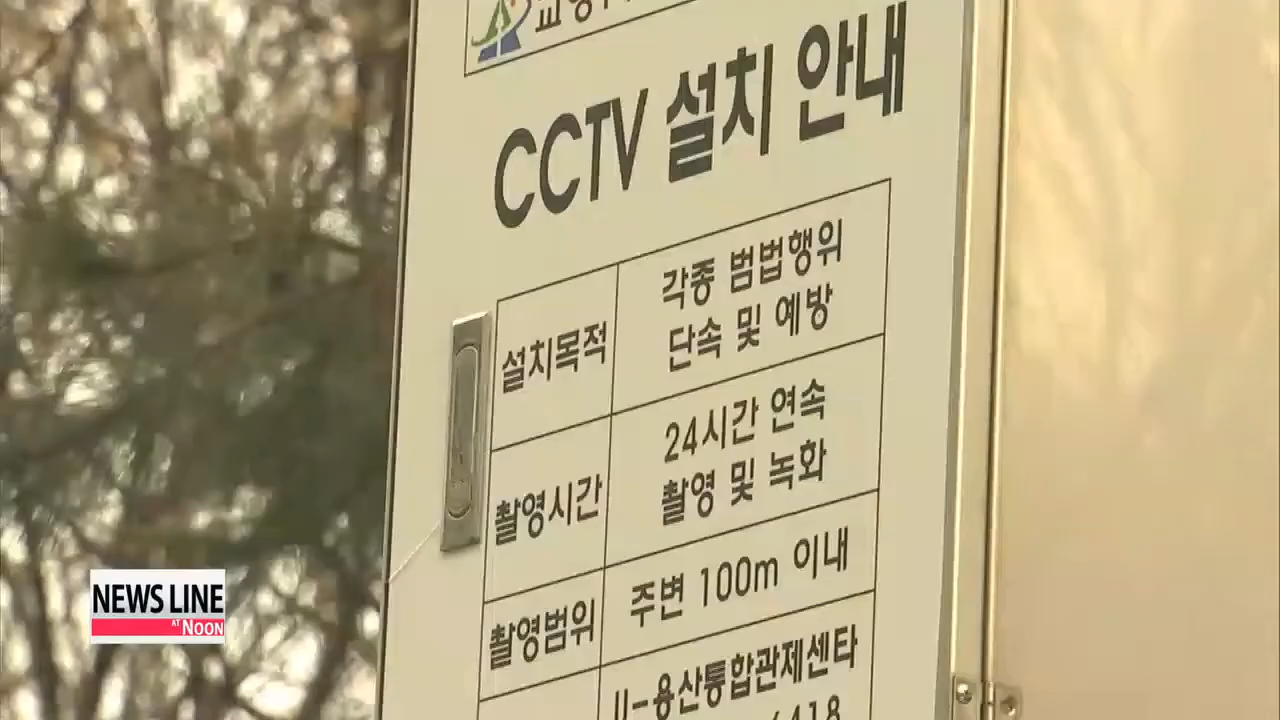 CCTV 설치 안내
설치목적
각종 범법행위
단속 및 예방
촬영시간
24시간 연속
촬영 및 녹화
촬영범위
주변 100m 이내
U-용산통합관제센타
NEWS LINE
AT NOON